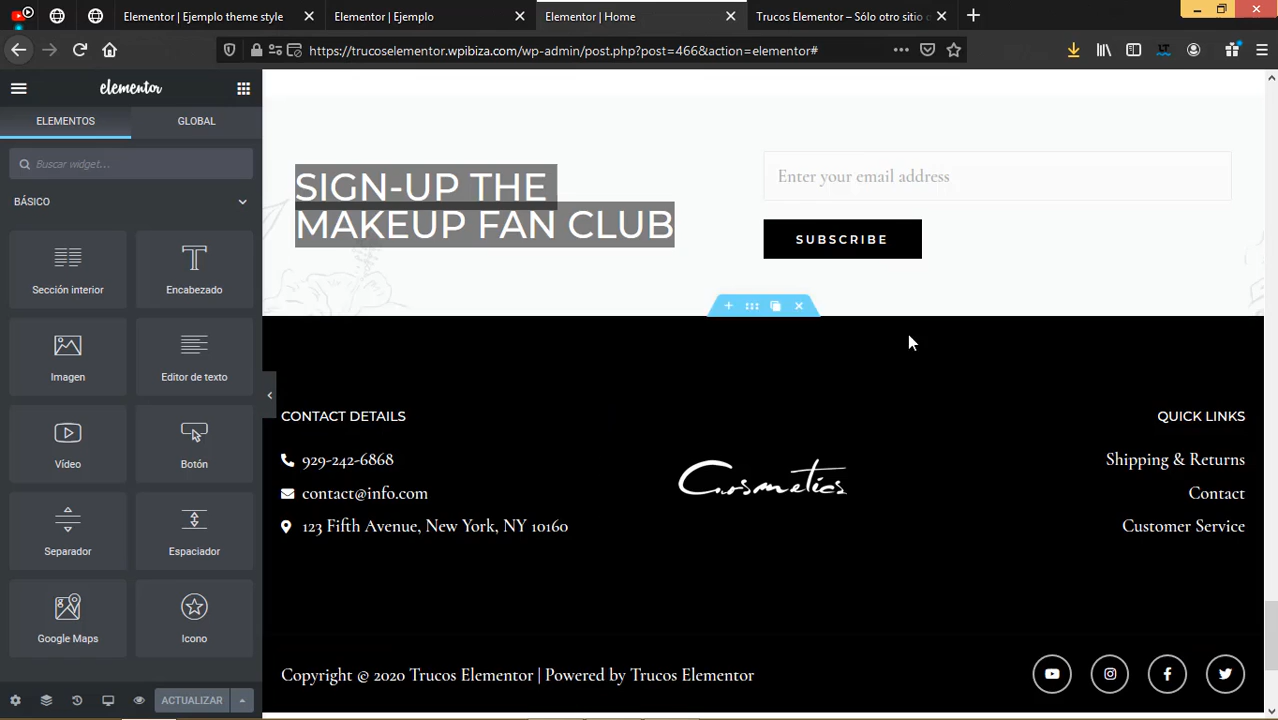 Elementor | Ejemplo theme style
Elementor | Ejemplo
Elementor | Home
Trucos Elementor – Sólo otro sitio
https://trucoselementor.wpibiza.com/wp-admin/post.php?post=466&action=elementor#
elementor
ELEMENTOS
GLOBAL
Buscar widget...
BÁSICO
Sección interior
Encabezado
Imagen
Editor de texto
Vídeo
Botón
Separador
Espaciador
Google Maps
Icono
ACTUALIZAR
SIGN-UP THE
MAKEUP FAN CLUB
Enter your email address
SUBSCRIBE
CONTACT DETAILS
929-242-6868
contact@info.com
123 Fifth Avenue, New York, NY 10160
Cosmetics
QUICK LINKS
Shipping & Returns
Contact
Customer Service
Copyright @ 2020 Trucos Elementor | Powered by Trucos Elementor